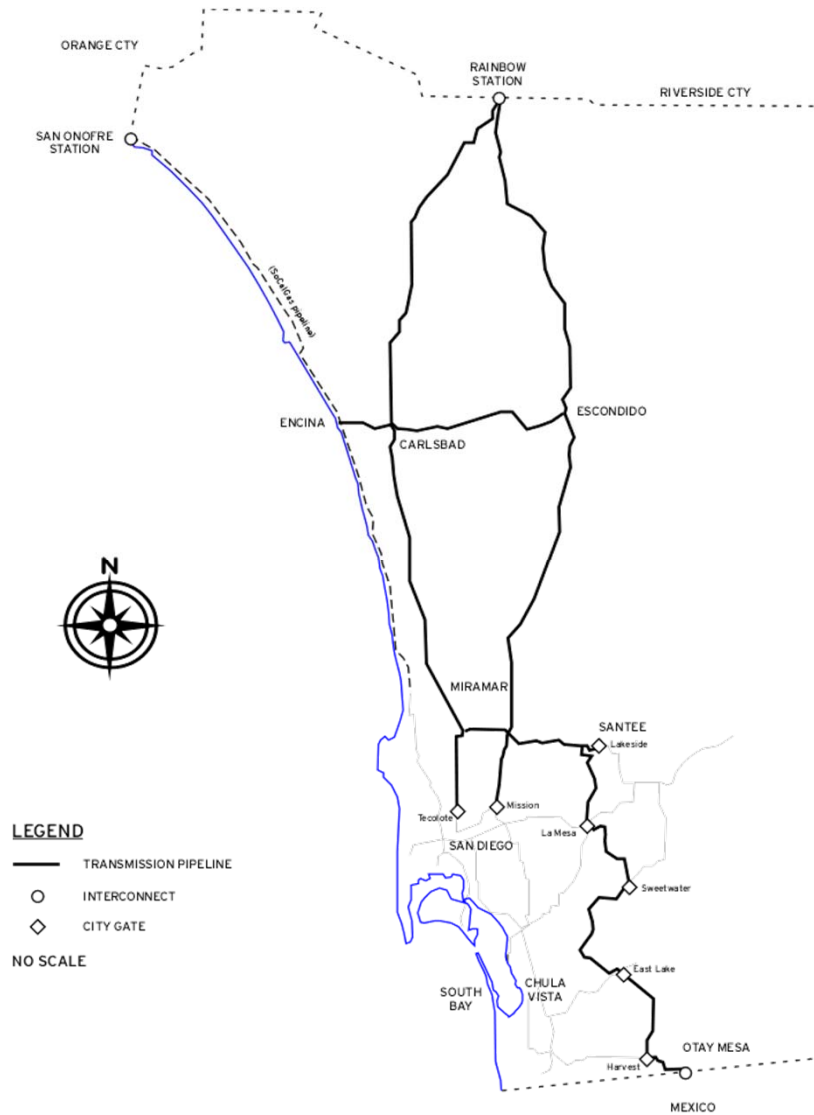 ORANGE CTY
RAINBOW
STATION
RIVERSIDE CTY
SAN ONOFRE
STATION
(SoCalGas pipeline)
ENCINA
ESCONDIDO
CARLSBAD
N
MIRAMAR
SANTEE
Lakeside
Tecolote
Mission
La Mesa
SAN DIEGO
LEGEND
TRANSMISSION PIPELINE
INTERCONNECT
CITY GATE
NO SCALE
Sweetwater
East Lake
SOUTH
BAY
CHULA
VISTA
OTAY MESA
Harvest
MEXICO